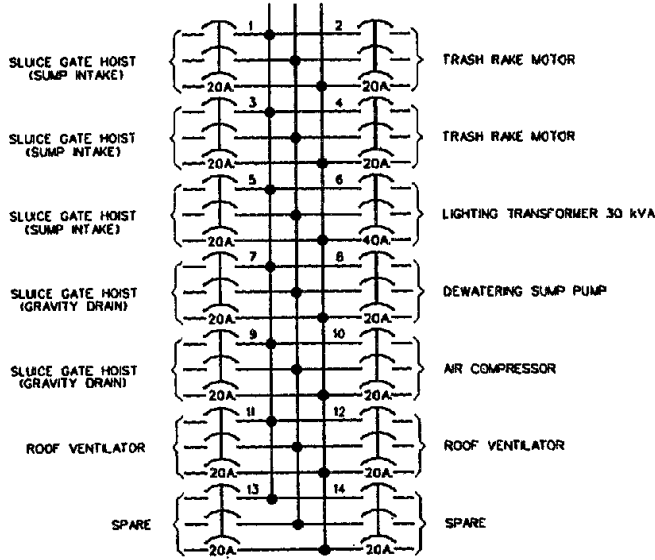 1 2
SLUICE GATE HOIST
(SUMP INTAKE)
TRASH RAKE MOTOR
20A 20A
3 4
SLUICE GATE HOIST
(SUMP INTAKE)
TRASH RAKE MOTOR
20A 20A
5 6
SLUICE GATE HOIST
(SUMP INTAKE)
LIGHTING TRANSFORMER 30 kVA
20A 40A
7 8
SLUICE GATE HOIST
(GRAVITY DRAIN)
DEWATERING SUMP PUMP
20A 20A
9 10
SLUICE GATE HOIST
(GRAVITY DRAIN)
AIR COMPRESSOR
20A 20A
11 12
ROOF VENTILATOR
ROOF VENTILATOR
20A 20A
13 14
SPARE
SPARE
20A 20A